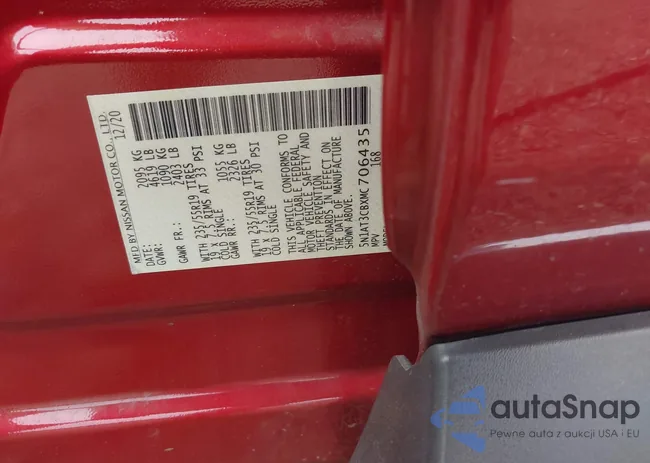 MFD BY NISSAN MOTOR CO., LTD.
12/20
GVWR: 2095 KG
4619 LB
GAWR FR.: 1090 KG
2403 LB
WITH 235/55R19 TIRES
19 X 7.5J RIMS AT 33 PSI
COLD SINGLE
GAWR RR.: 1055 KG
2326 LB
WITH 235/55R19 TIRES
19 X 7.5J RIMS AT 30 PSI
COLD SINGLE
THIS VEHICLE CONFORMS TO
ALL APPLICABLE FEDERAL
MOTOR VEHICLE SAFETY AND
THEFT PREVENTION
STANDARDS IN EFFECT ON
THE DATE OF MANUFACTURE
SHOWN ABOVE.
5N1AT3CBXMC706435
MPV 168
autaSnap
Pewne auta z aukcji USA i EU